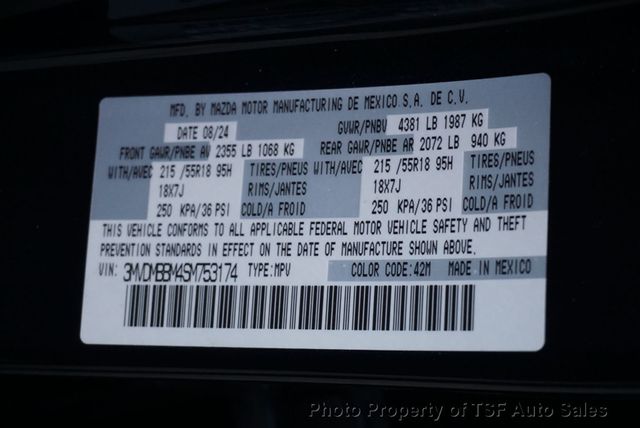 MFD. BY MAZDA MOTOR MANUFACTURING DE MEXICO S.A. DE C.V.
DATE 08/24 GVWR/PNBV 4381 LB 1987 KG
FRONT GAWR/PNBE AV 2355 LB 1068 KG REAR GAWR/PNBE AR 2072 LB 940 KG
WITH/AVEC 215 /55R18 95H TIRES/PNEUS WITH/AVEC 215 /55R18 95H TIRES/PNEUS
18X7J RIMS/JANTES 18X7J RIMS/JANTES
250 KPA/36 PSI COLD/A FROID 250 KPA/36 PSI COLD/A FROID
THIS VEHICLE CONFORMS TO ALL APPLICABLE FEDERAL MOTOR VEHICLE SAFETY AND THEFT
PREVENTION STANDARDS IN EFFECT ON THE DATE OF MANUFACTURE SHOWN ABOVE.
VIN: 3MVDMBBM4SM753174 TYPE:MPV COLOR CODE:42M MADE IN MEXICO
Photo Property of TSF Auto Sales